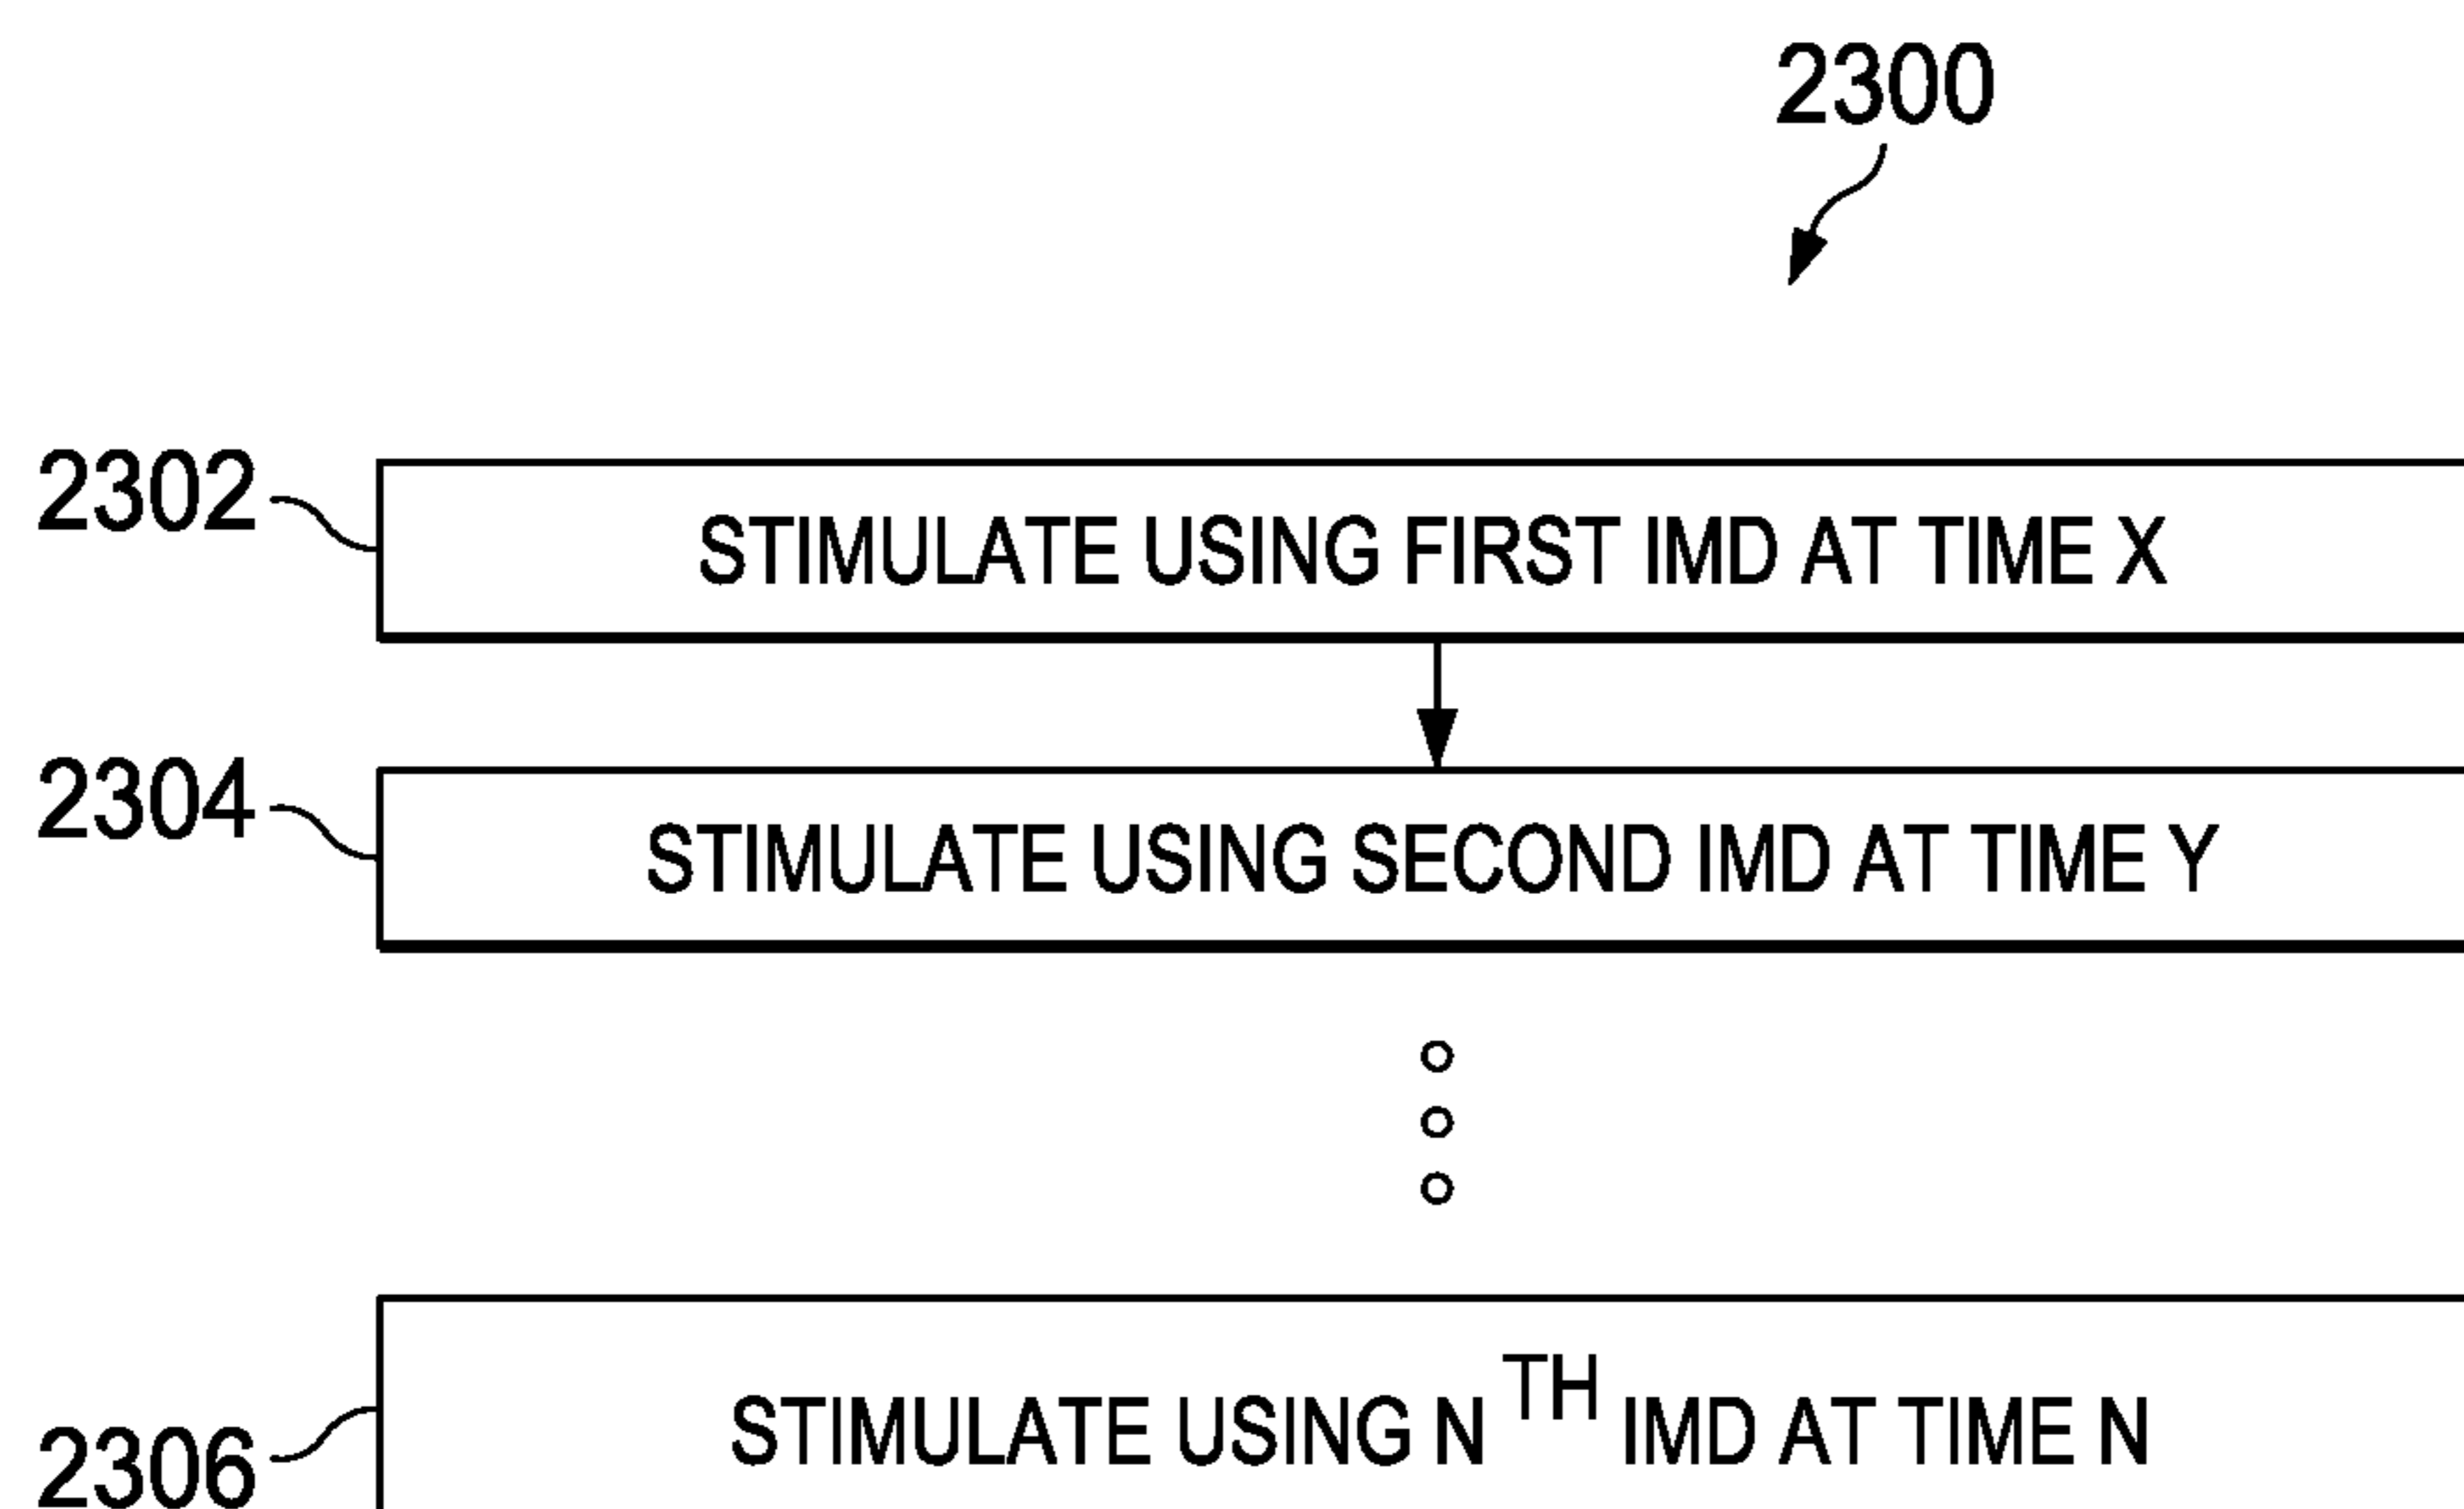 2300
2302 STIMULATE USING FIRST IMD AT TIME X
2304 STIMULATE USING SECOND IMD AT TIME Y
2306 STIMULATE USING N TH IMD AT TIME N